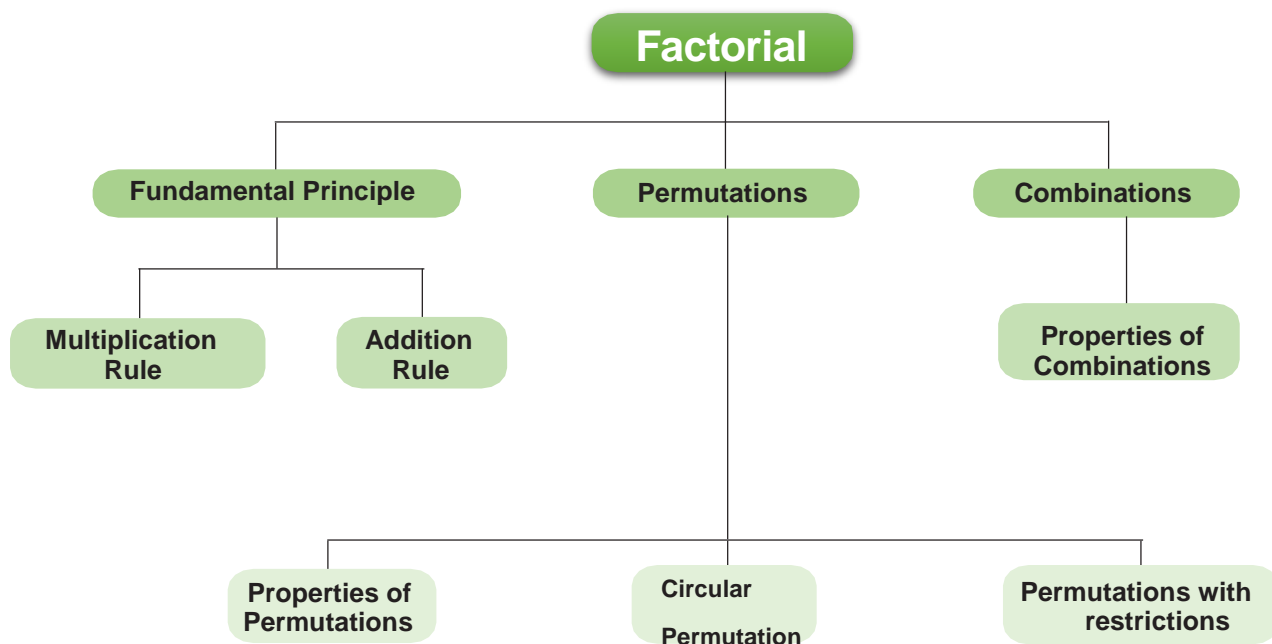 Factorial
Fundamental Principle
Permutations
Combinations
Multiplication
Rule
Addition
Rule
Properties of
Combinations
Properties of
Permutations
Circular
Permutation
Permutations with
restrictions